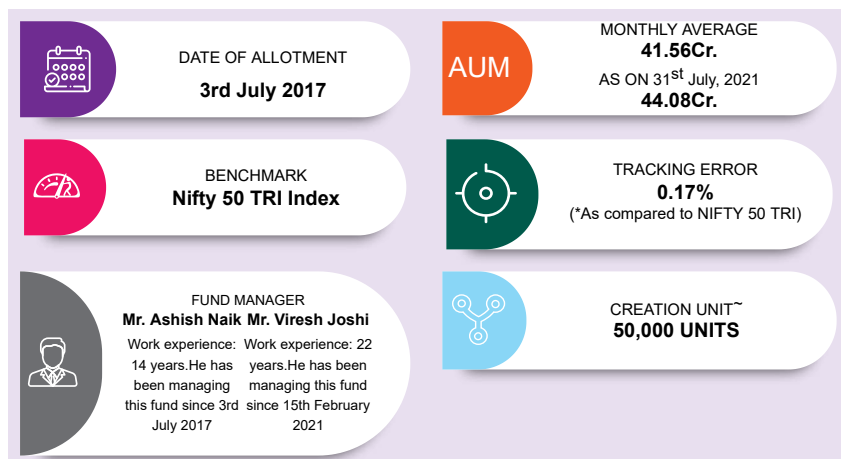 DATE OF ALLOTMENT
3rd July 2017
AUM
MONTHLY AVERAGE
41.56Cr.
AS ON 31st July, 2021
44.08Cr.
BENCHMARK
Nifty 50 TRI Index
TRACKING ERROR
0.17%
(*As compared to NIFTY 50 TRI)
FUND MANAGER
Mr. Ashish Naik
Work experience:
14 years.He has
been managing
this fund since 3rd
July 2017
Mr. Viresh Joshi
Work experience: 22
years.He has been
managing this fund
since 15th February
2021
CREATION UNIT~
50,000 UNITS